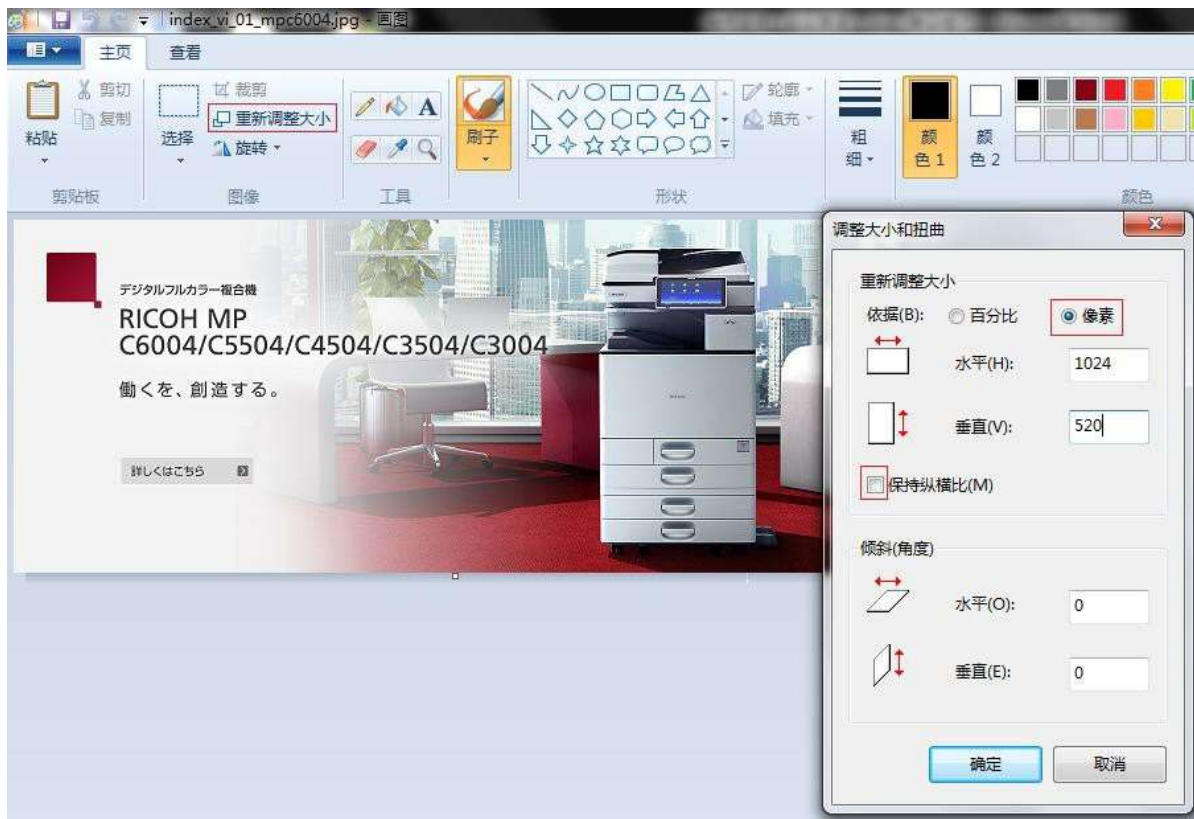 index_vi_01_mpc6004.jpg - 画图
主页
查看
剪切
复制
粘贴
剪贴板
选择
裁剪
重新调整大小
旋转
图像
A
工具
刷子
轮廓
填充
形状
粗
细
颜
色 1
颜
色 2
颜色
デジタルフルカラー複合機
RICOH MP
C6004/C5504/C4504/C3504/C3004
働くを、創造する。
詳しくはこちら
调整大小和扭曲
重新调整大小
依据(B):
百分比
像素
水平(H):
1024
垂直(V):
520
保持纵横比(M)
倾斜(角度)
水平(O):
0
垂直(E):
0
确定
取消